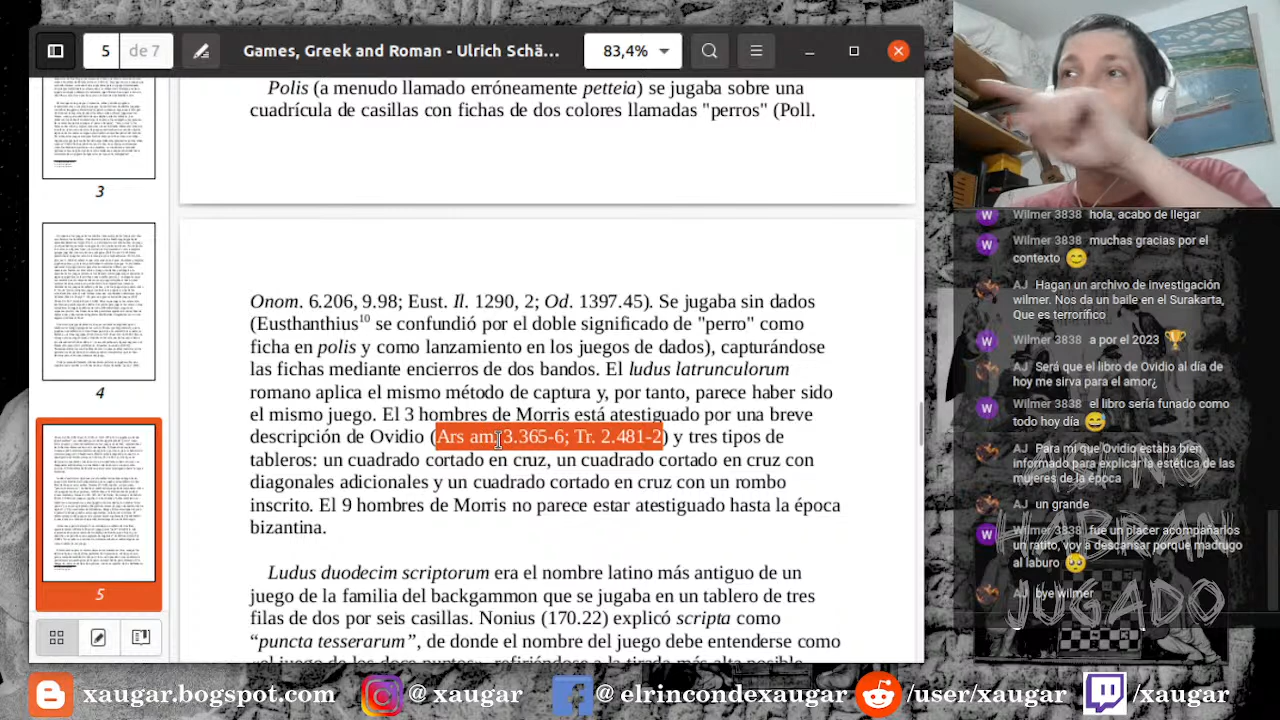 5
de 7
Games, Greek and Roman - Ulrich Schä...
83,4%
3
4
5
Polis (a menudo llamado erróneamente petteia) se jugaba sobre una
cuadrícula de casillas con fichas de dos colores llamadas "perros" (Poll.
Onom. 6.206, 9.98; Eust. Il. 1290, 2; Od. 1397.45). Se jugaba sin dados
(Eusthanthius10 se confundió por el doble significado de "perro" como
ficha en polis y como lanzamiento en los juegos de dados), capturándose
las fichas mediante encierros de dos bandos. El ludus latrunculorum
romano aplica el mismo método de captura y, por tanto, parece haber sido
el mismo juego. El 3 hombres de Morris está atestiguado por una breve
descripción de Ovidio (Ars am. 3.365-6; Tr. 2.481-2) y tres tipos de
tableros: un cuadrado cortado en cruz, un cuadrado cortado en cruz con
diagonales adicionales y un cuadrado cortado en cruz con un rombo
inscrito. El 9 hombres de Morris no parece estar atestiguado hasta la época
bizantina.
Ludus duodecim scriptorum era el nombre latino más antiguo de un
juego de la familia del backgammon que se jugaba en un tablero de tres
filas de dos por seis casillas. Nonius (170.22) explicó scripta como
“puncta tesserarum”, de donde el nombre del juego debe entenderse como
«el juego de los doce puntos», refiriéndose a la tirada más alta posible
Wilmer 3838 hola, acabo de llegar
Wilmer 3838 muchas gracias por el
contexto 😊
AJ Hagan un archivo de investigación
wilmer. Nos da un baile en el Surakarta,
Que es terrorífico
Wilmer 3838 a por el 2023 🏆
AJ Será que el libro de Ovidio al día de
hoy me sirva para el amor¿
Wilmer 3838 el libro sería funado como
todo hoy día 😅
AJ Para mí que Ovidio estaba bien
informado para explicar la estética de las
mujeres de la época
AJ un grande
Wilmer 3838 fue un placer acompañarlos
un ratito, voy a descansar porque madrugo
al laburo 🥺
AJ bye wilmer
HABRAN
JUGADO
xaugar.bogspot.com
@ xaugar
@ elrincondexaugar
/user/xaugar
/xaugar